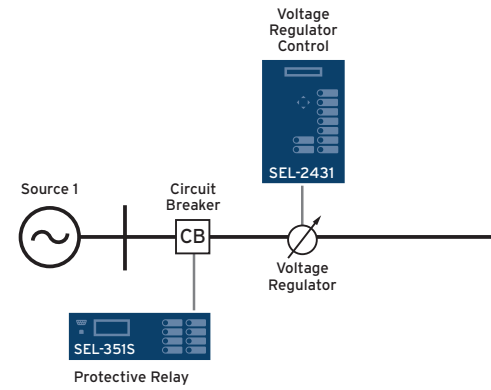 Voltage
Regulator
Control
SEL-2431
Source 1
Circuit
Breaker
CB
Voltage
Regulator
SEL-351S
Protective Relay